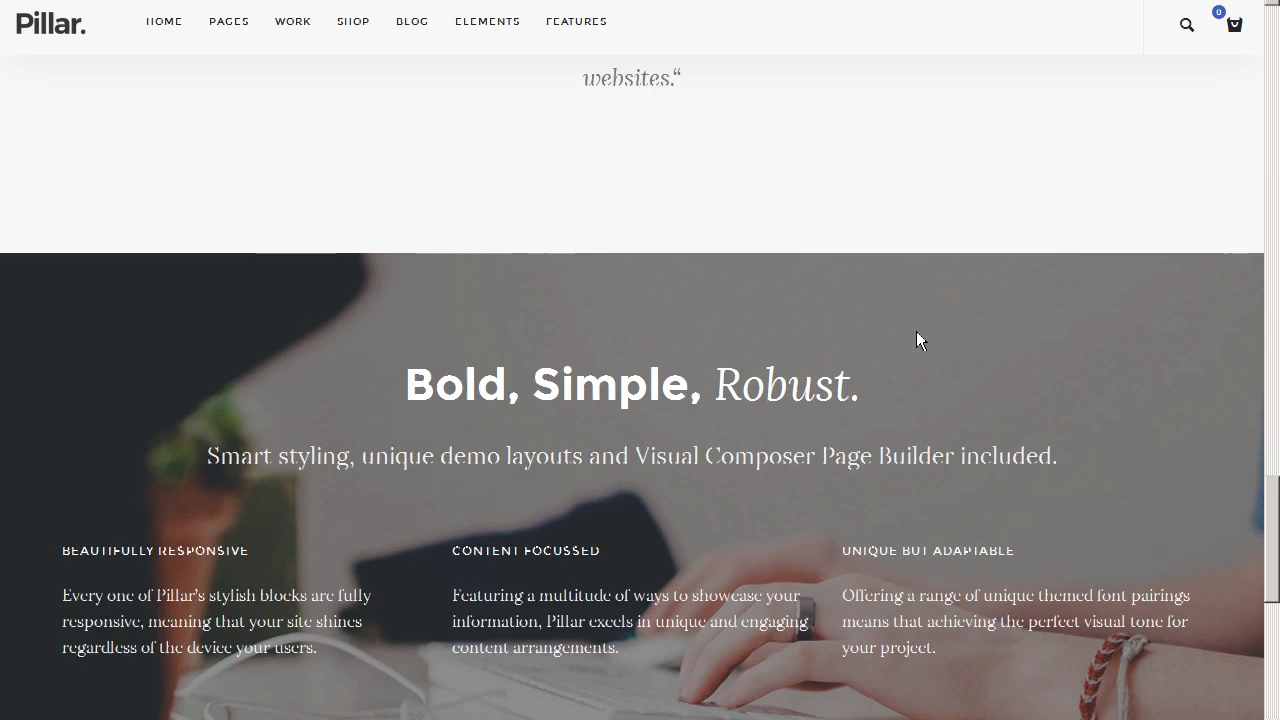 Pillar.
HOME PAGES WORK SHOP BLOG ELEMENTS FEATURES
0
websites.“
Bold, Simple, Robust.
Smart styling, unique demo layouts and Visual Composer Page Builder included.
BEAUTIFULLY RESPONSIVE
Every one of Pillar's stylish blocks are fully
responsive, meaning that your site shines
regardless of the device your users.
CONTENT FOCUSSED
Featuring a multitude of ways to showcase your
information, Pillar excels in unique and engaging
content arrangements.
UNIQUE BUT ADAPTABLE
Offering a range of unique themed font pairings
means that achieving the perfect visual tone for
your project.